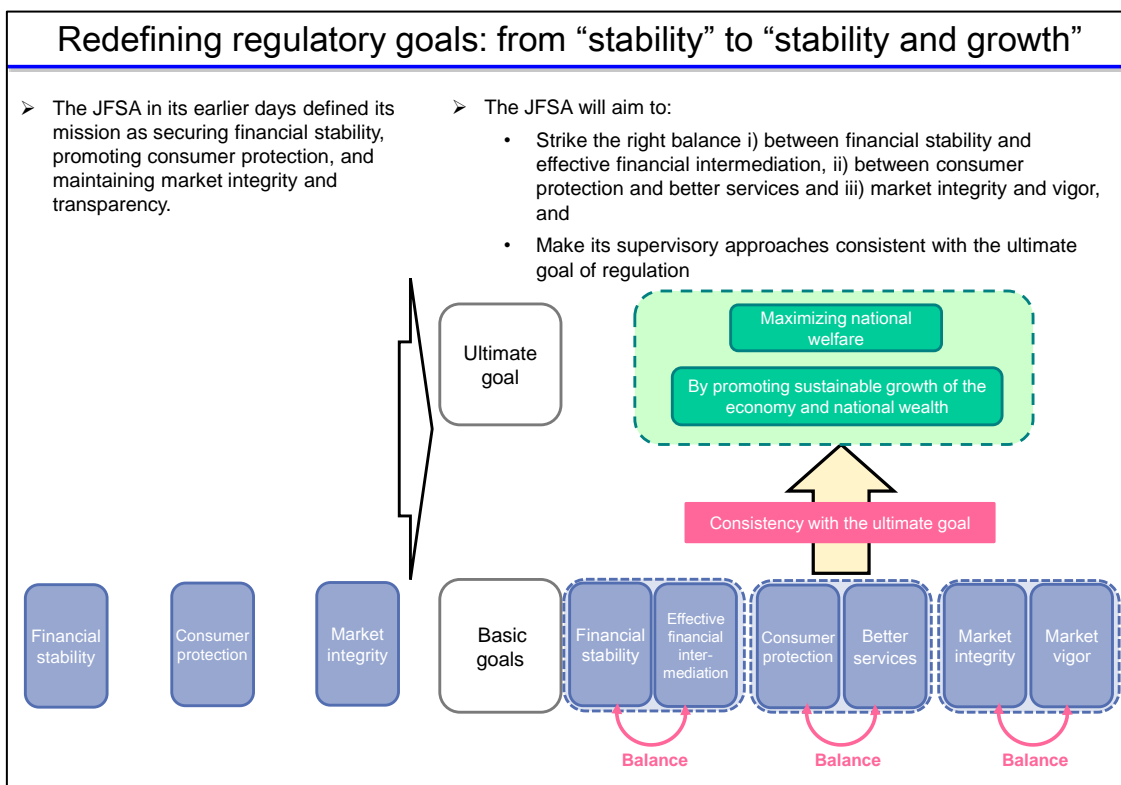 Redefining regulatory goals: from “stability” to “stability and growth”
➢ The JFSA in its earlier days defined its
mission as securing financial stability,
promoting consumer protection, and
maintaining market integrity and
transparency.
➢ The JFSA will aim to:
• Strike the right balance i) between financial stability and
effective financial intermediation, ii) between consumer
protection and better services and iii) market integrity and vigor,
and
• Make its supervisory approaches consistent with the ultimate
goal of regulation
Ultimate
goal
Maximizing national
welfare
By promoting sustainable growth of the
economy and national wealth
Consistency with the ultimate goal
Financial
stability
Consumer
protection
Market
integrity
Basic
goals
Financial
stability
Effective
financial
inter-
mediation
Consumer
protection
Better
services
Market
integrity
Market
vigor
Balance
Balance
Balance